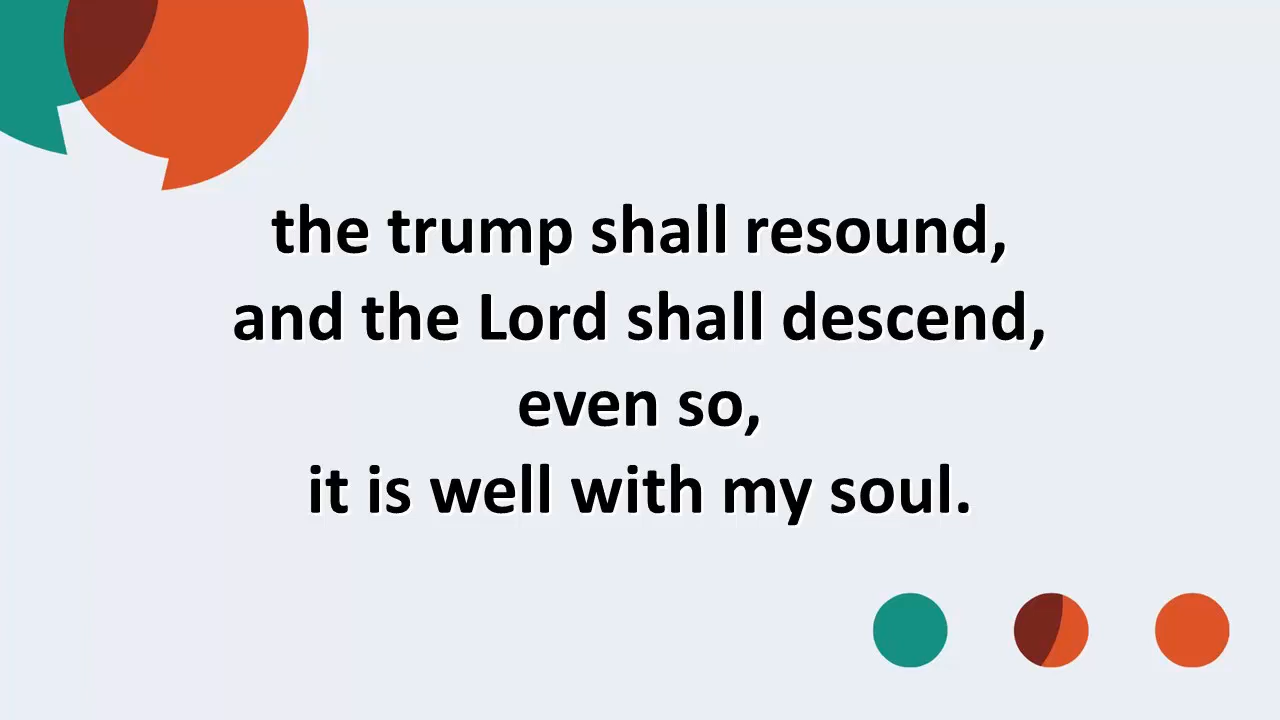 the trump shall resound,
and the Lord shall descend,
even so,
it is well with my soul.